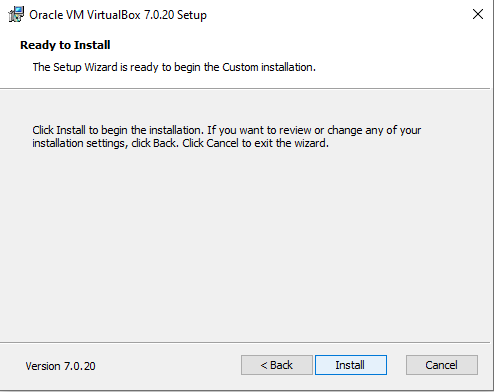 Oracle VM VirtualBox 7.0.20 Setup
Ready to Install
The Setup Wizard is ready to begin the Custom installation.
Click Install to begin the installation. If you want to review or change any of your
installation settings, click Back. Click Cancel to exit the wizard.
Version 7.0.20
< Back
Install
Cancel